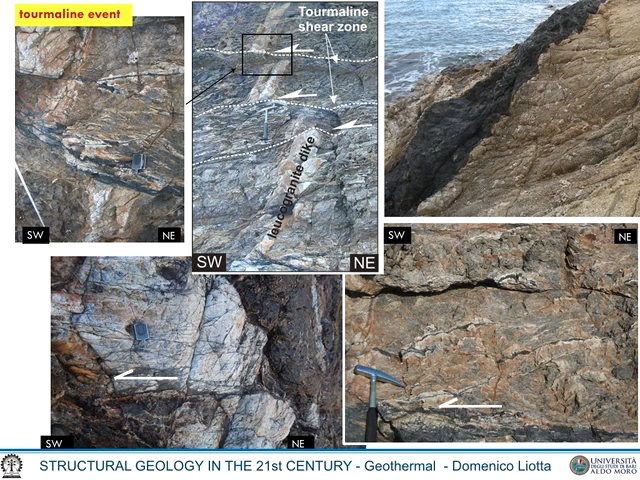 tourmaline event
Tourmaline
shear zone
leucogranite dike
SW
NE
SW
NE
SW
NE
SW
NE
STRUCTURAL GEOLOGY IN THE 21st CENTURY - Geothermal - Domenico Liotta
UNIVERSITÀ
DEGLI STUDI DI BARI
ALDO MORO